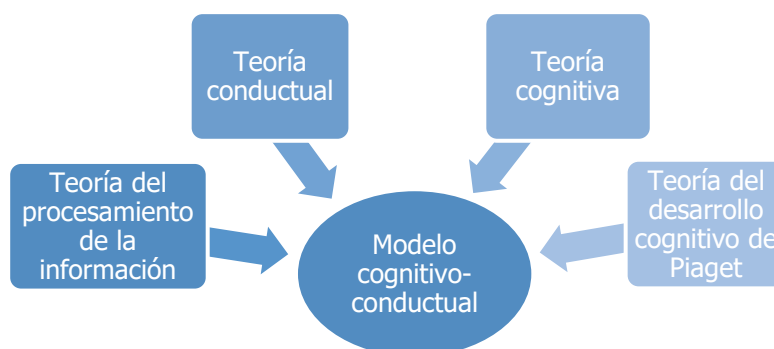 Teoría
conductual
Teoría
cognitiva
Teoría del
procesamiento
de la
información
Modelo
cognitivo-
conductual
Teoría del
desarrollo
cognitivo de
Piaget